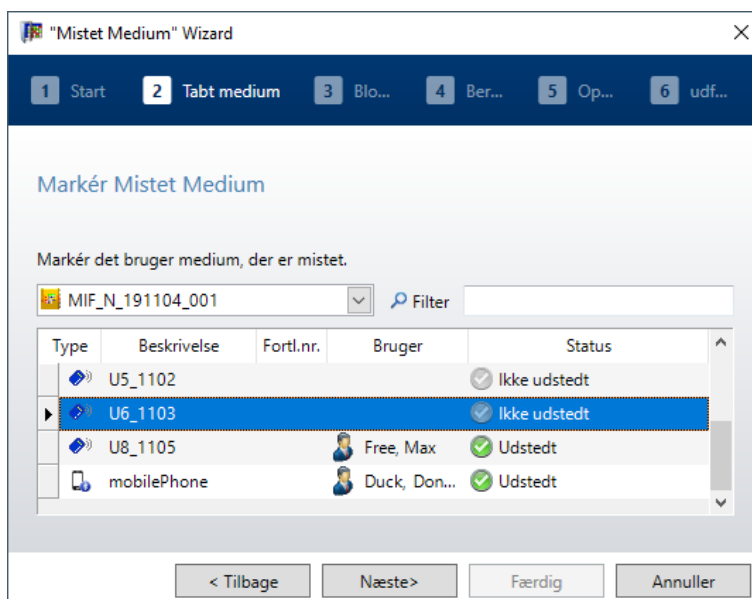 "Mistet Medium" Wizard
1 Start 2 Tabt medium 3 Blo... 4 Ber... 5 Op... 6 udf...
Markér Mistet Medium
Markér det bruger medium, der er mistet.
MIF_N_191104_001 Filter
Type Beskrivelse Fortl.nr. Bruger Status
U5_1102 Ikke udstedt
U6_1103 Ikke udstedt
U8_1105 Free, Max Udstedt
mobilePhone Duck, Don... Udstedt
< Tilbage Næste> Færdig Annuller